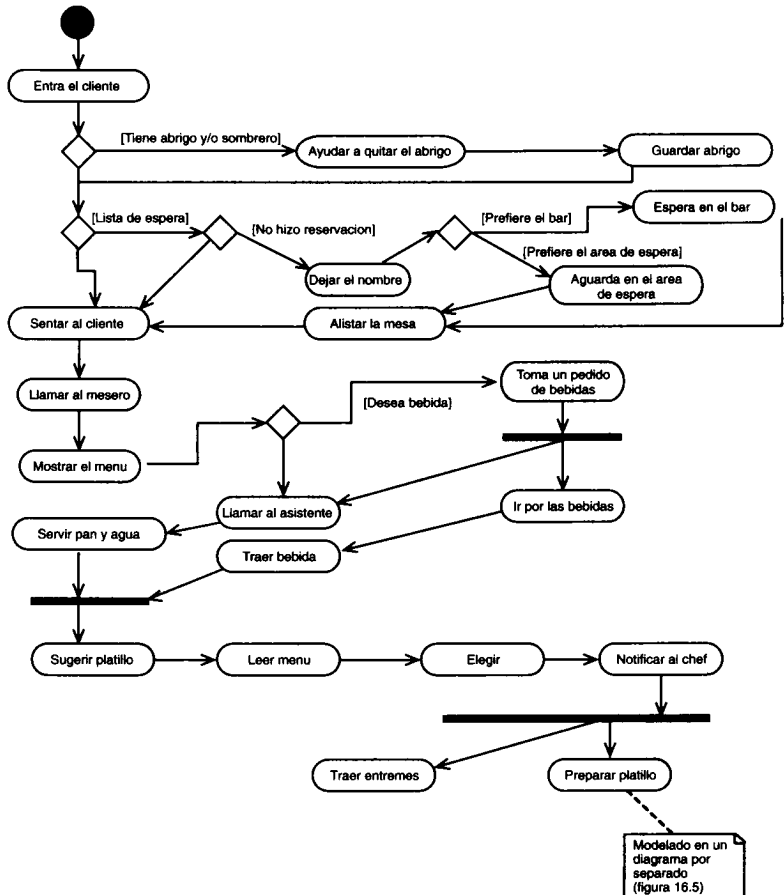 Entra el cliente
[Tiene abrigo y/o sombrero]
Ayudar a quitar el abrigo
Guardar abrigo
[Lista de espera]
[No hizo reservacion]
[Prefiere el bar]
Espera en el bar
[Prefiere el area de espera]
Dejar el nombre
Aguarda en el area
de espera
Sentar al cliente
Alistar la mesa
Llamar al mesero
[Desea bebida}
Toma un pedido
de bebidas
Mostrar el menu
Llamar al asistente
Ir por las bebidas
Servir pan y agua
Traer bebida
Sugerir platillo
Leer menu
Elegir
Notificar al chef
Traer entremes
Preparar platillo
Modelado en un
diagrama por
separado
(figura 16.5)